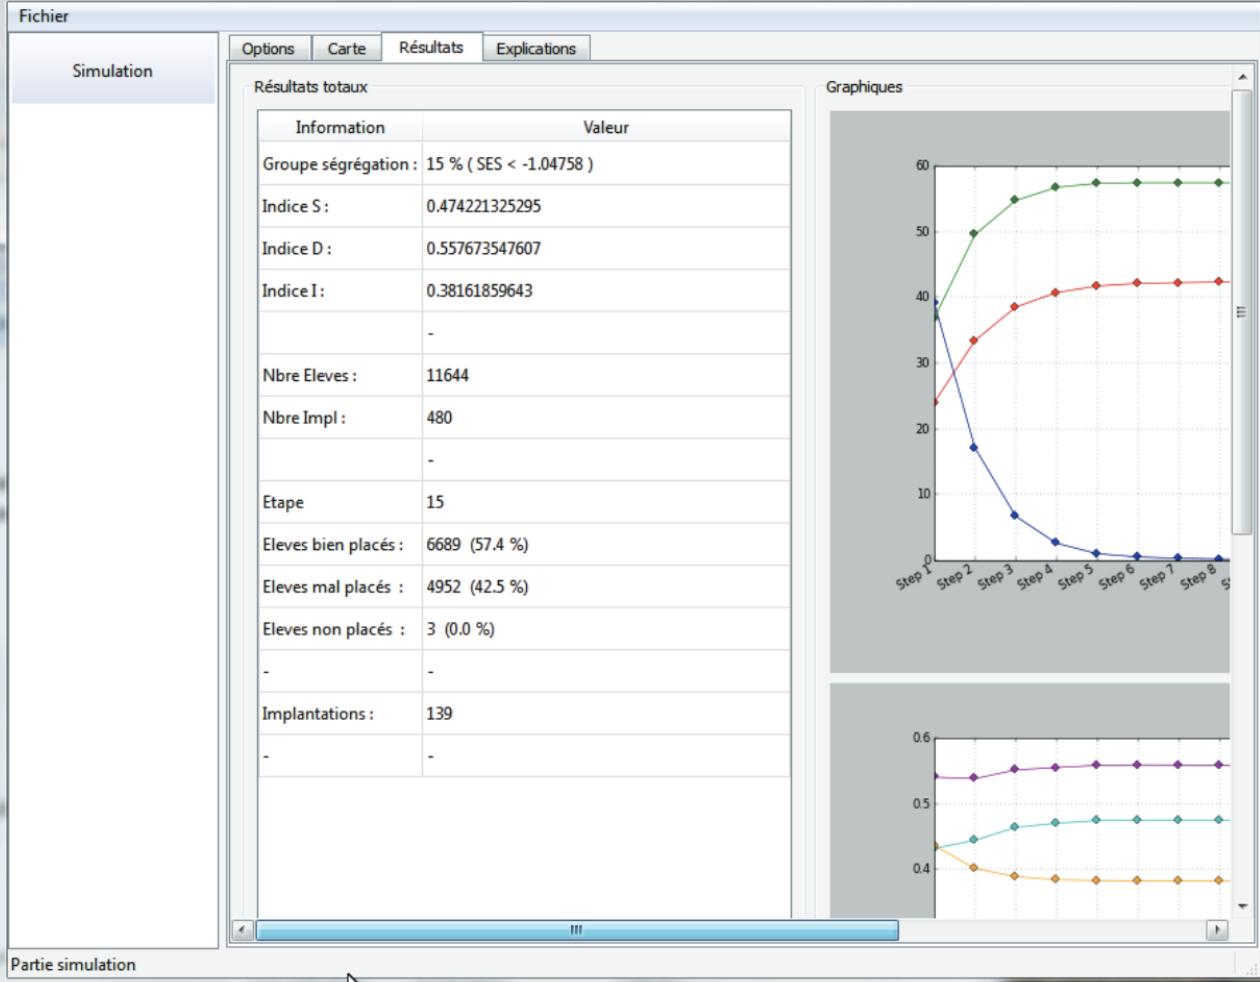 Fichier
Simulation
Options Carte Résultats Explications
Résultats totaux
Information Valeur
Groupe ségrégation : 15 % ( SES < -1.04758 )
Indice S : 0.474221325295
Indice D : 0.557673547607
Indice I : 0.38161859643
-
Nbre Eleves : 11644
Nbre Impl : 480
-
Etape 15
Eleves bien placés : 6689 (57.4 %)
Eleves mal placés : 4952 (42.5 %)
Eleves non placés : 3 (0.0 %)
- -
Implantations : 139
- -
Graphiques
60
50
40
30
20
10
0
Step 1 Step 2 Step 3 Step 4 Step 5 Step 6 Step 7 Step 8
0.6
0.5
0.4
Partie simulation